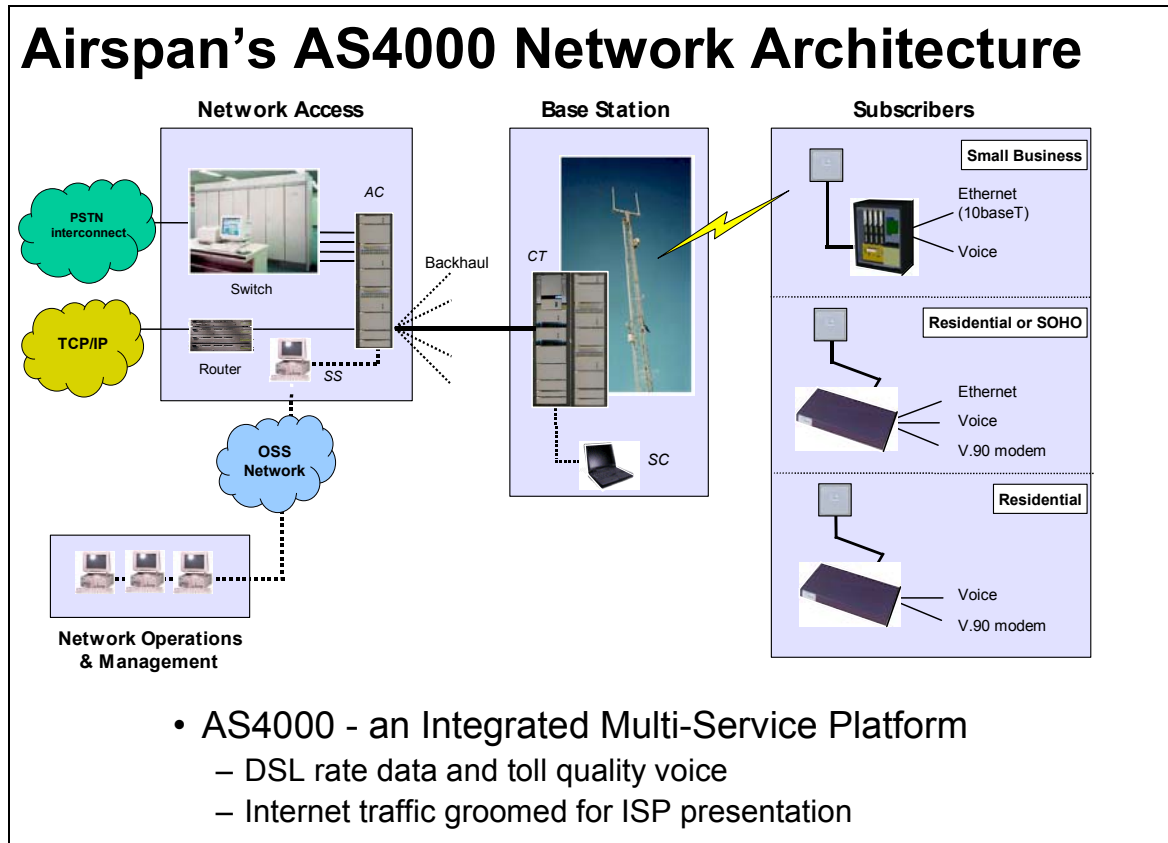 Airspan's AS4000 Network Architecture
Network Access
Base Station
Subscribers
PSTN
interconnect
TCP/IP
Switch
Router
AC
SS
Backhaul
OSS
Network
Network Operations
& Management
CT
SC
Small Business
Ethernet
(10baseT)
Voice
Residential or SOHO
Ethernet
Voice
V.90 modem
Residential
Voice
V.90 modem
• AS4000 - an Integrated Multi-Service Platform
– DSL rate data and toll quality voice
– Internet traffic groomed for ISP presentation